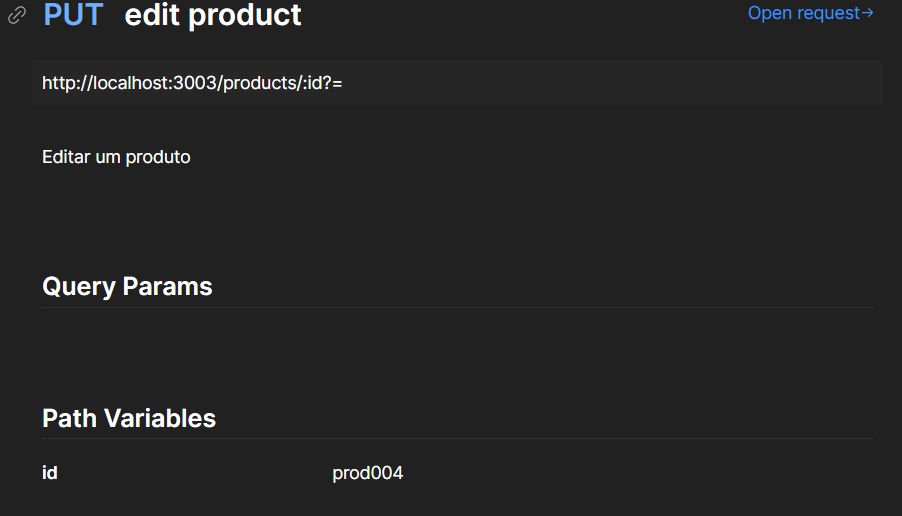 PUT edit product
Open request→
http://localhost:3003/products/:id?=
Editar um produto
Query Params
Path Variables
id prod004